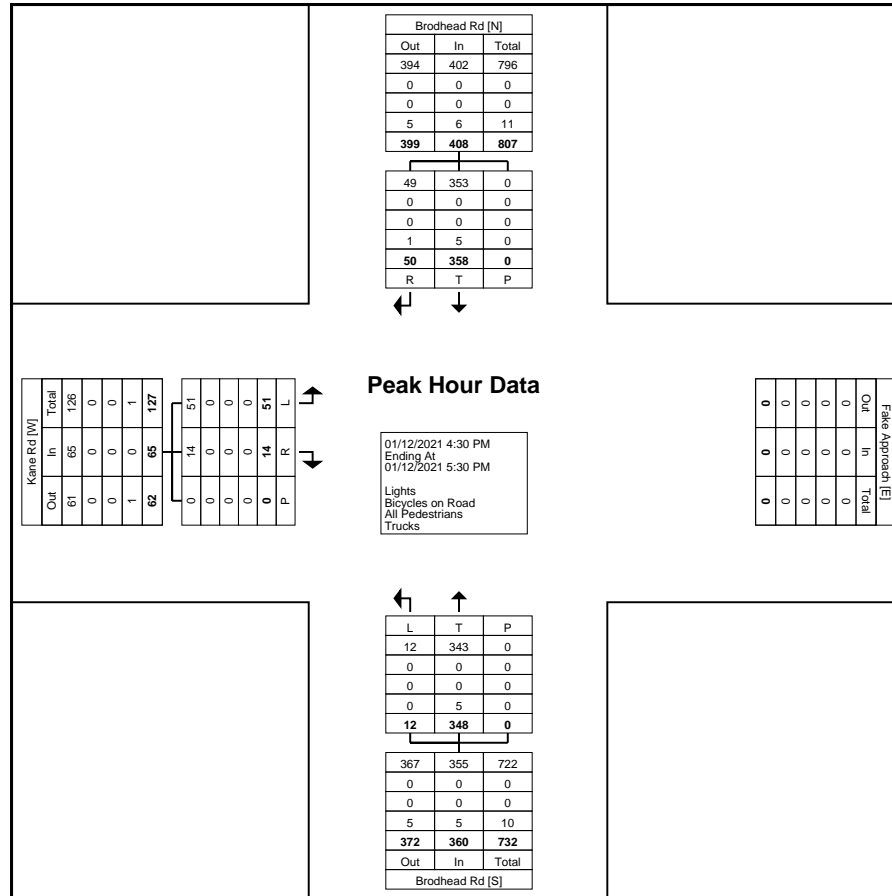 Brodhead Rd [N]
Out In Total
394 402 796
0 0 0
0 0 0
5 6 11
399 408 807
49 353 0
0 0 0
0 0 0
1 5 0
50 358 0
R T P
Kane Rd [W]
Out In Total
61 65 126
0 0 0
0 0 0
1 0 1
62 65 127
0 14 51
0 0 0
0 0 0
0 0 0
0 14 51
P R L
Peak Hour Data
01/12/2021 4:30 PM
Ending At
01/12/2021 5:30 PM
Lights
Bicycles on Road
All Pedestrians
Trucks
Fake Approach [E]
Out In Total
0 0 0
0 0 0
0 0 0
0 0 0
0 0 0
L T P
12 343 0
0 0 0
0 0 0
0 5 0
12 348 0
367 355 722
0 0 0
0 0 0
5 5 10
372 360 732
Out In Total
Brodhead Rd [S]